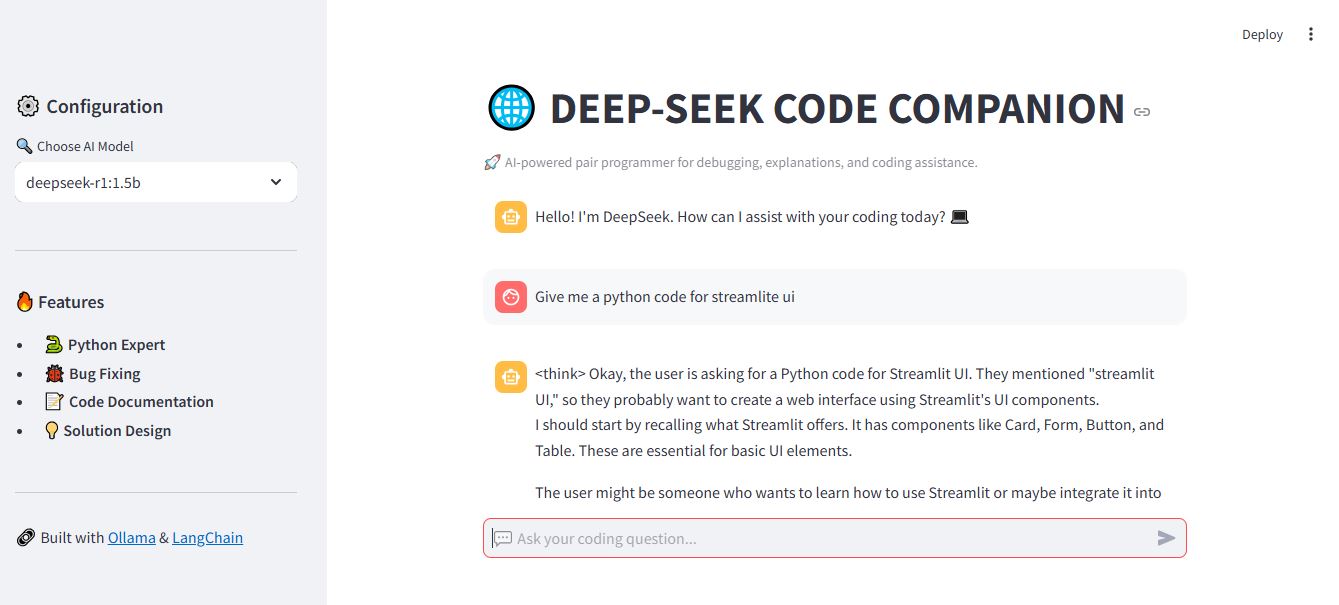 Deploy
Configuration
Choose AI Model
deepseek-r1:1.5b
Features
Python Expert
Bug Fixing
Code Documentation
Solution Design
Built with Ollama & LangChain
DEEP-SEEK CODE COMPANION
AI-powered pair programmer for debugging, explanations, and coding assistance.
Hello! I'm DeepSeek. How can I assist with your coding today?
Give me a python code for streamlite ui
<think> Okay, the user is asking for a Python code for Streamlit UI. They mentioned "streamlit
UI," so they probably want to create a web interface using Streamlit's UI components.
I should start by recalling what Streamlit offers. It has components like Card, Form, Button, and
Table. These are essential for basic UI elements.
The user might be someone who wants to learn how to use Streamlit or maybe integrate it into
Ask your coding question...